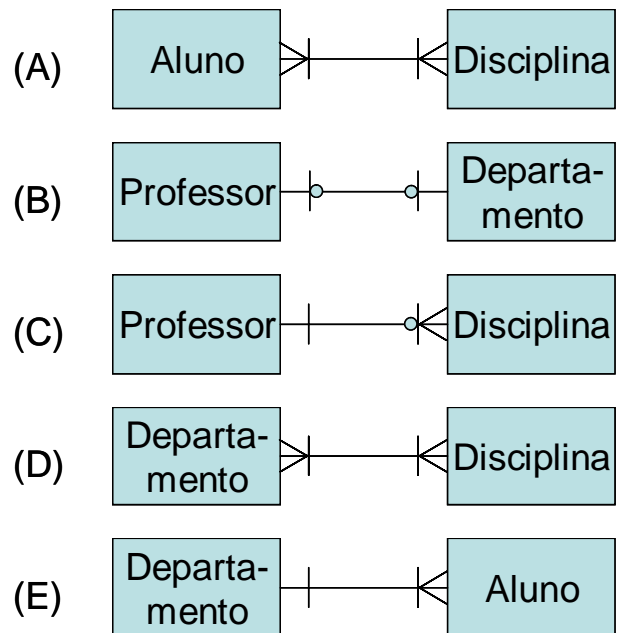 (A) Aluno Disciplina
(B) Professor Departa-
mento
(C) Professor Disciplina
(D) Departa-
mento Disciplina
(E) Departa-
mento Aluno